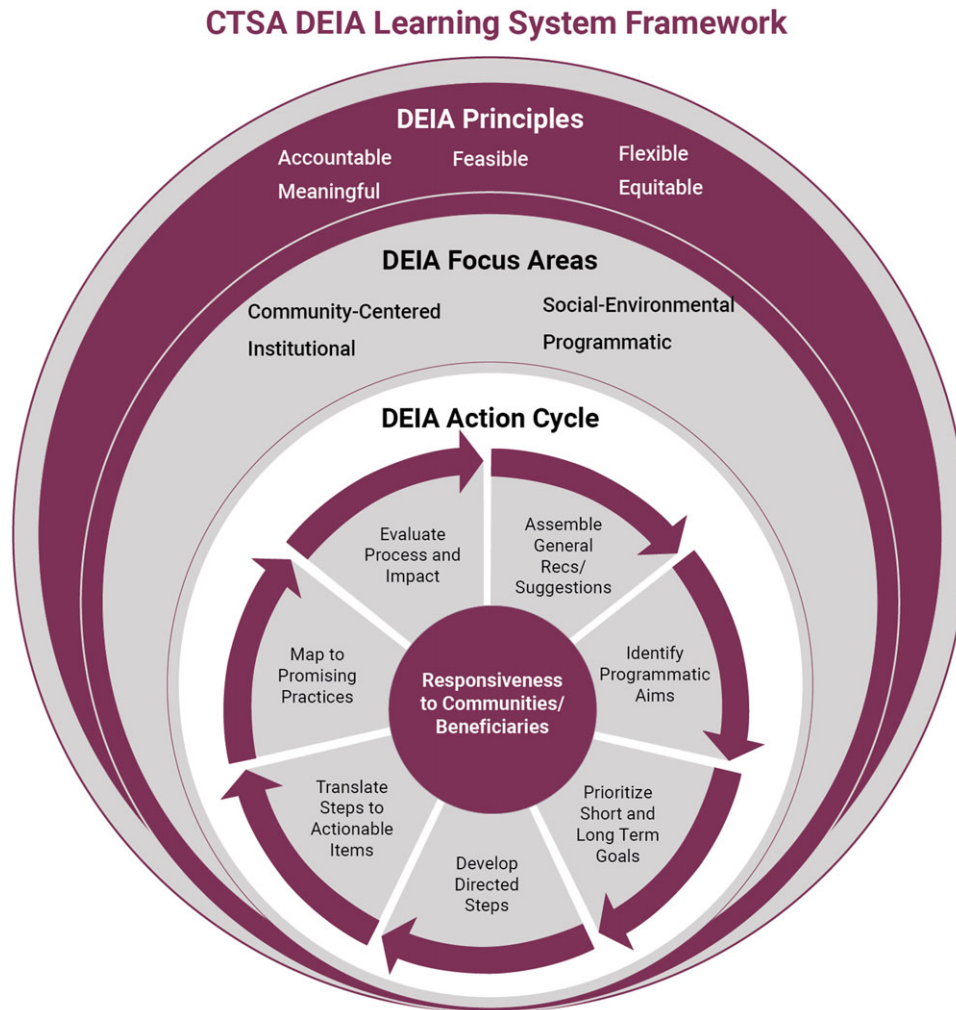 CTSA DEIA Learning System Framework
DEIA Principles
Accountable
Feasible
Flexible
Meaningful
Equitable
DEIA Focus Areas
Community-Centered
Social-Environmental
Institutional
Programmatic
DEIA Action Cycle
Assemble
General
Recs/
Suggestions
Identify
Programmatic
Aims
Prioritize
Short and
Long Term
Goals
Develop
Directed
Steps
Translate
Steps to
Actionable
Items
Map to
Promising
Practices
Evaluate
Process and
Impact
Responsiveness
to Communities/
Beneficiaries